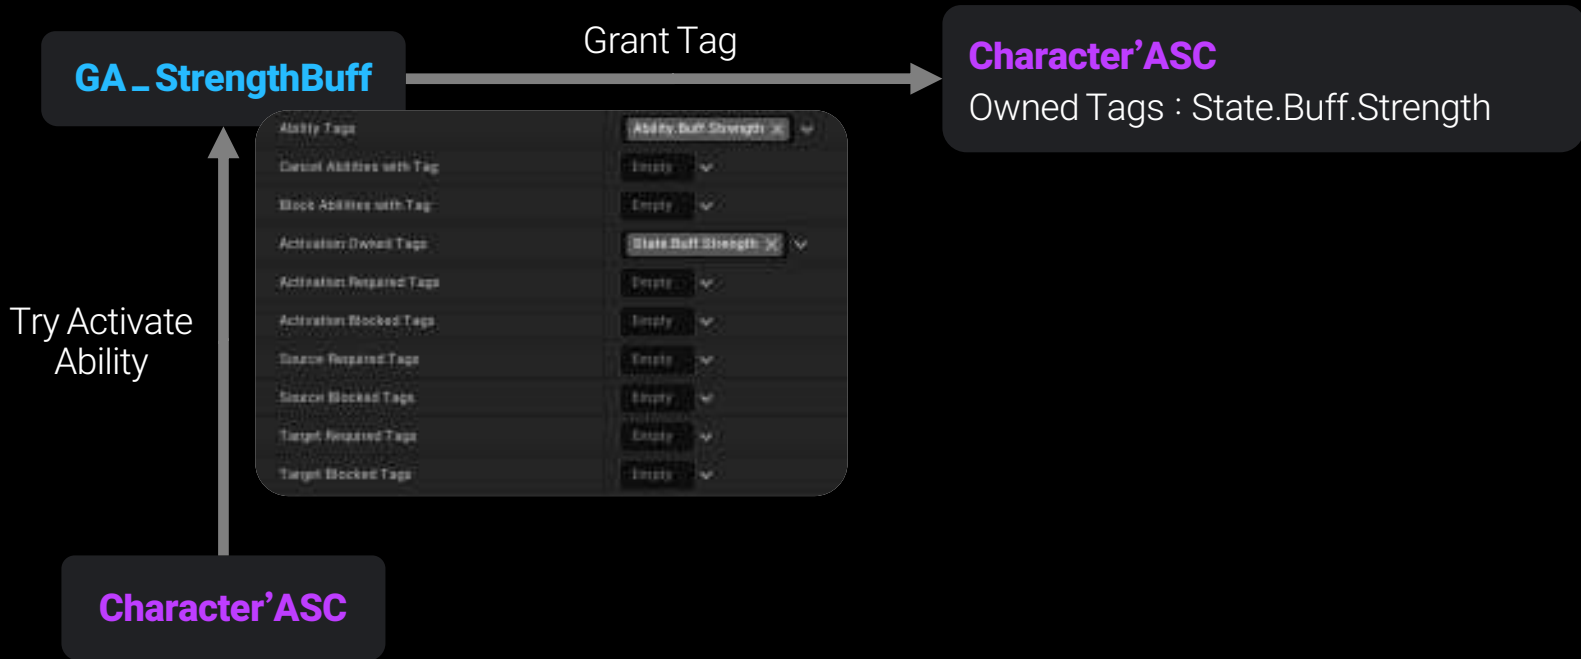 Grant Tag
GA_StrengthBuff
Character’ASC
Owned Tags : State.Buff.Strength
Ability Tags
Ability.Buff.Strength
Cancel Abilities with Tag
Empty
Block Abilities with Tag
Empty
Activation Owned Tags
State.Buff.Strength
Activation Required Tags
Empty
Activation Blocked Tags
Empty
Source Required Tags
Empty
Source Blocked Tags
Empty
Target Required Tags
Empty
Target Blocked Tags
Empty
Try Activate
Ability
Character’ASC